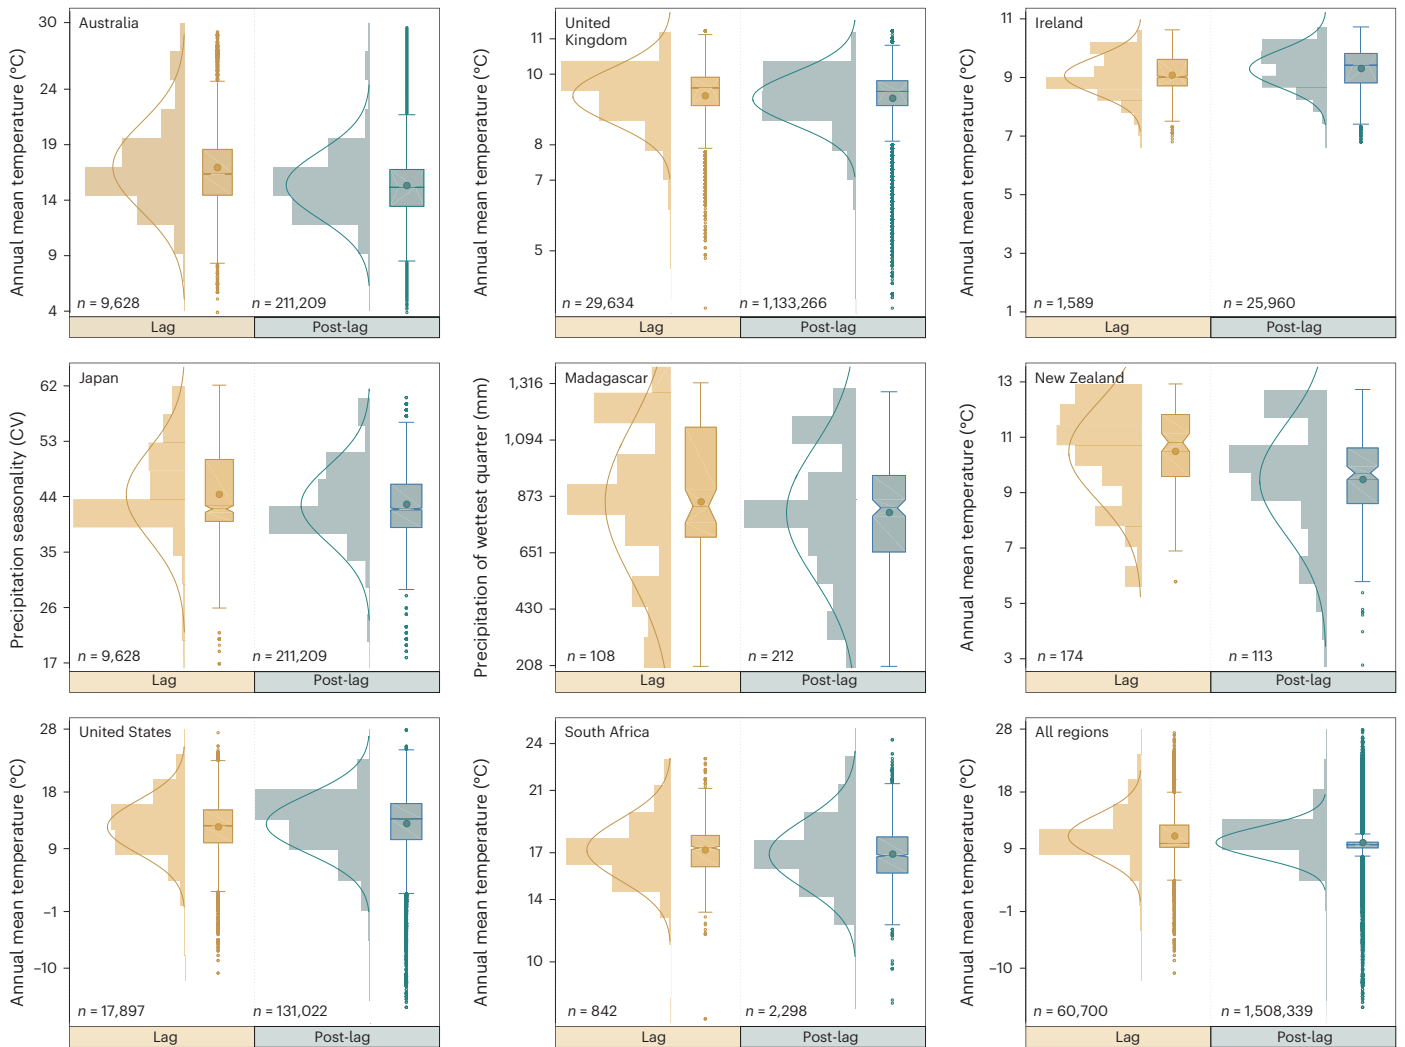 Australia
Annual mean temperature (°C)
30
24
19
14
9
4
n = 9,628
n = 211,209
Lag
Post-lag
United
Kingdom
Annual mean temperature (°C)
11
10
8
7
5
n = 29,634
n = 1,133,266
Lag
Post-lag
Ireland
Annual mean temperature (°C)
11
9
7
5
3
1
n = 1,589
n = 25,960
Lag
Post-lag
Japan
Precipitation seasonality (CV)
62
53
44
35
26
17
n = 9,628
n = 211,209
Lag
Post-lag
Madagascar
Precipitation of wettest quarter (mm)
1,316
1,094
873
651
430
208
n = 108
n = 212
Lag
Post-lag
New Zealand
Annual mean temperature (°C)
13
11
9
7
5
3
n = 174
n = 113
Lag
Post-lag
United States
Annual mean temperature (°C)
28
18
9
–1
–10
n = 17,897
n = 131,022
Lag
Post-lag
South Africa
Annual mean temperature (°C)
24
21
17
14
10
n = 842
n = 2,298
Lag
Post-lag
All regions
Annual mean temperature (°C)
28
18
9
–1
–10
n = 60,700
n = 1,508,339
Lag
Post-lag